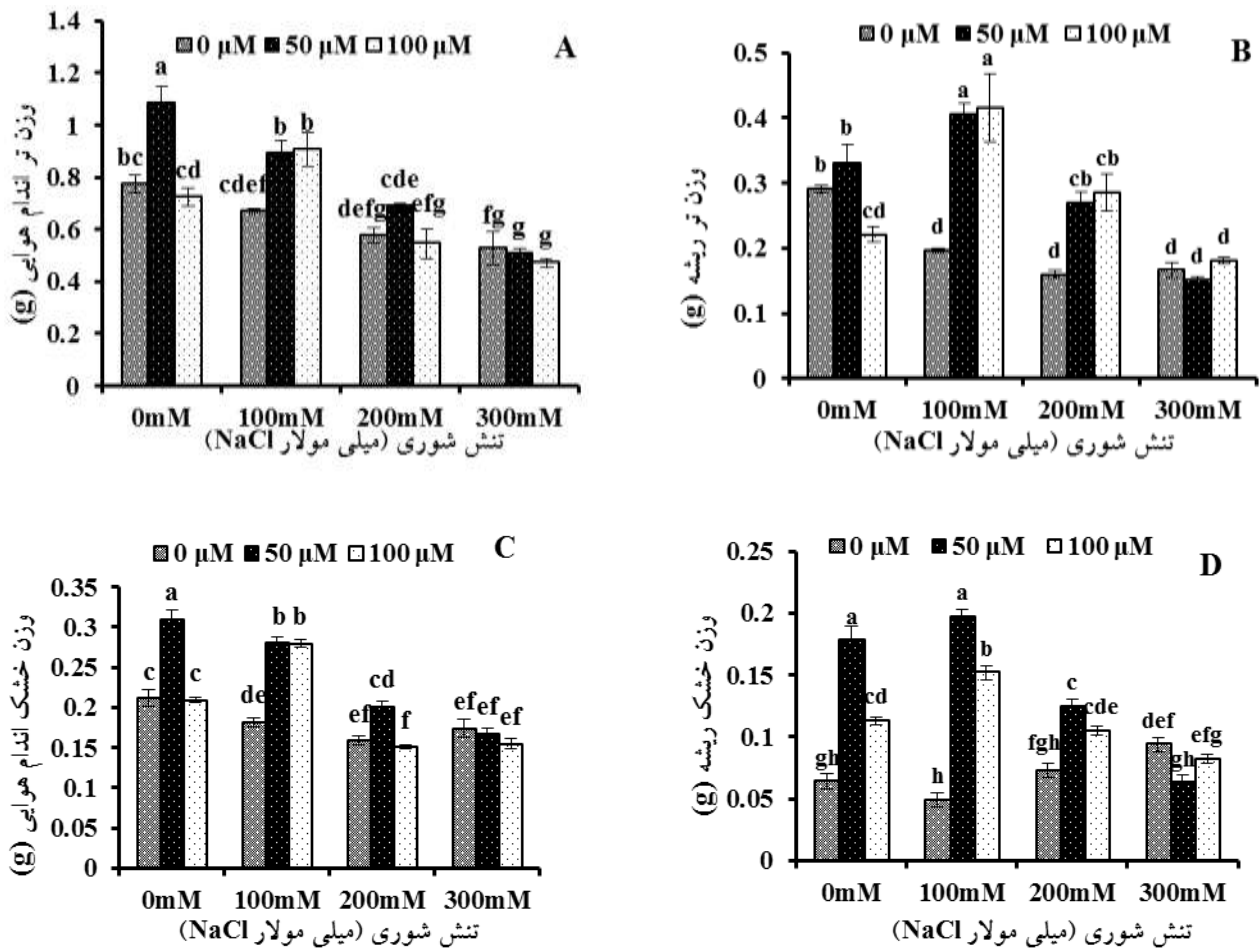 A
0 µM 50 µM 100 µM
وزن تر اندام هوایی (g)
1.4
1.2
1
0.8
0.6
0.4
0.2
0
bc a cd
cdef b b
defg cde efg
fg g g
0mM 100mM 200mM 300mM
تنش شوری (میلی مولار NaCl)
B
0 µM 50 µM 100 µM
وزن تر ریشه (g)
0.5
0.4
0.3
0.2
0.1
0
b b cd
d a a
d cb cb
d d d
0mM 100mM 200mM 300mM
تنش شوری (میلی مولار NaCl)
C
0 µM 50 µM 100 µM
وزن خشک اندام هوایی (g)
0.35
0.3
0.25
0.2
0.15
0.1
0.05
0
c a c
de b b
ef cd f
ef ef ef
0mM 100mM 200mM 300mM
تنش شوری (میلی مولار NaCl)
D
0 µM 50 µM 100 µM
وزن خشک ریشه (g)
0.25
0.2
0.15
0.1
0.05
0
gh a cd
h a b
fgh c cde
def gh efg
0mM 100mM 200mM 300mM
تنش شوری (میلی مولار NaCl)